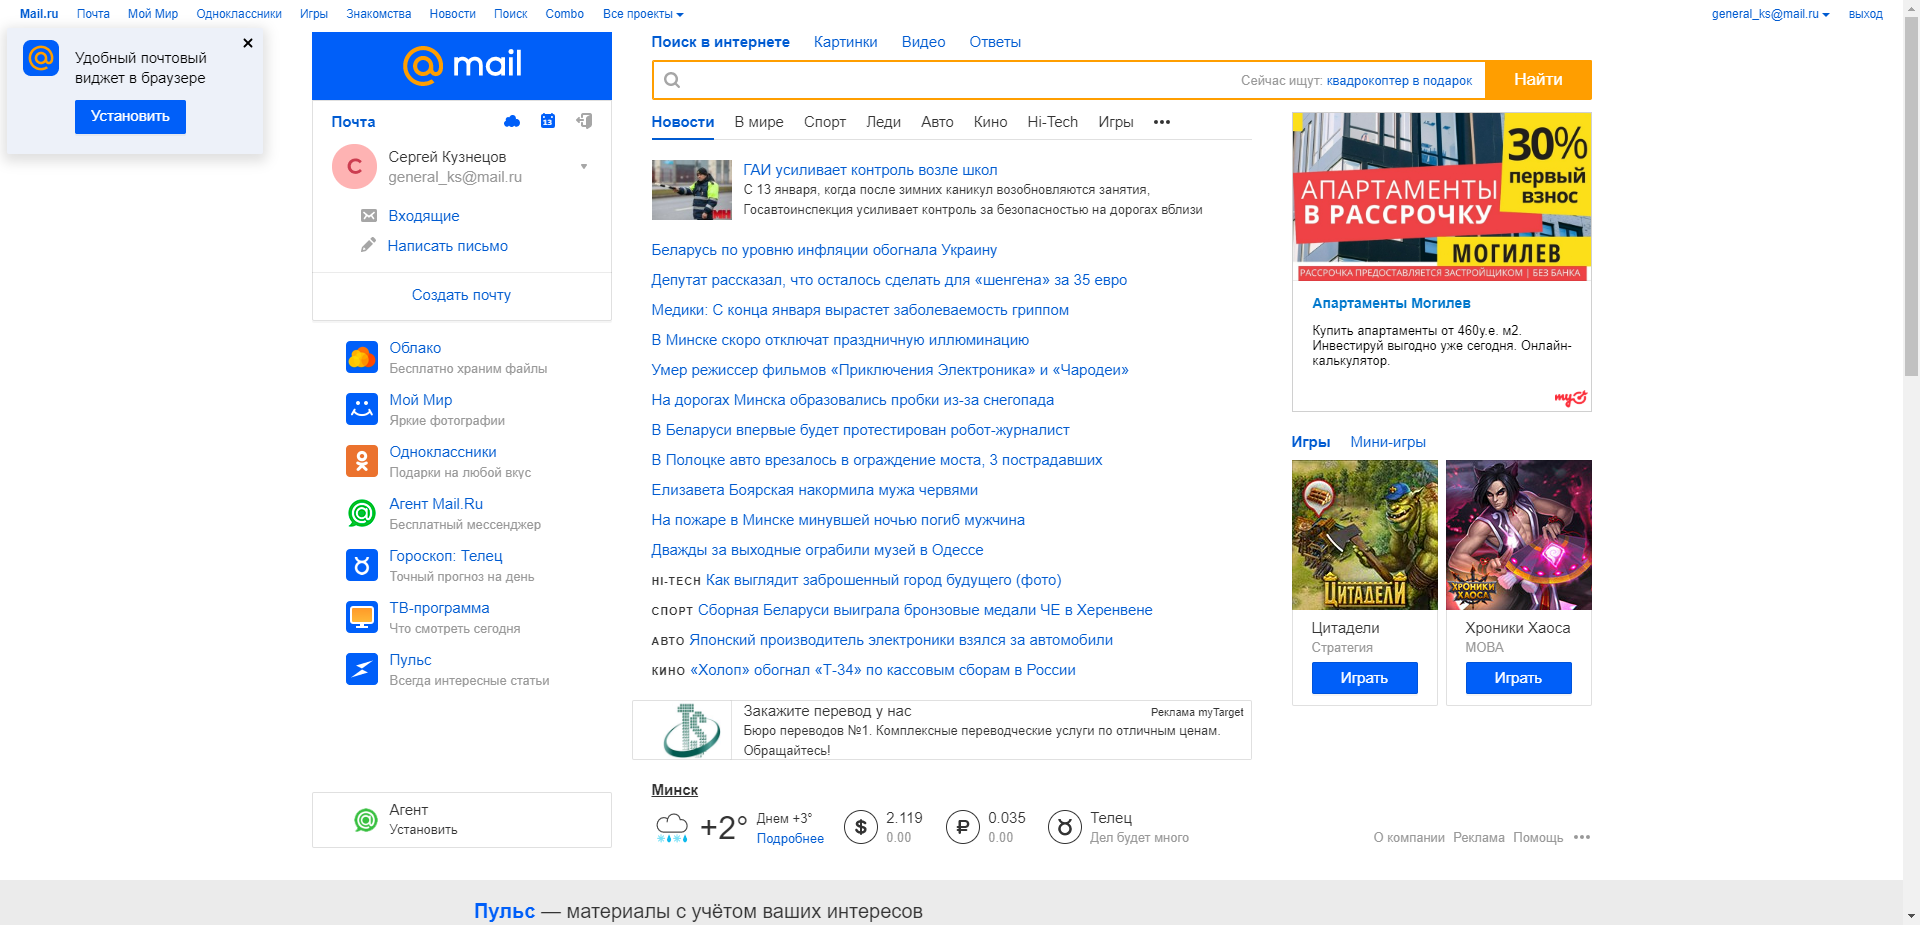 Mail.ru Почта Мой Мир Одноклассники Игры Знакомства Новости Поиск Combo Все проекты
general_ks@mail.ru выход
Удобный почтовый
виджет в браузере
Установить
mail
Почта
13
С
Сергей Кузнецов
general_ks@mail.ru
Входящие
Написать письмо
Создать почту
Облако
Бесплатно храним файлы
Мой Мир
Яркие фотографии
Одноклассники
Подарки на любой вкус
Агент Mail.Ru
Бесплатный мессенджер
Гороскоп: Телец
Точный прогноз на день
ТВ-программа
Что смотреть сегодня
Пульс
Всегда интересные статьи
Агент
Установить
Поиск в интернете Картинки Видео Ответы
Сейчас ищут: квадрокоптер в подарок
Найти
Новости В мире Спорт Леди Авто Кино Hi-Tech Игры •••
ГАИ усиливает контроль возле школ
С 13 января, когда после зимних каникул возобновляются занятия,
Госавтоинспекция усиливает контроль за безопасностью на дорогах вблизи
Беларусь по уровню инфляции обогнала Украину
Депутат рассказал, что осталось сделать для «шенгена» за 35 евро
Медики: С конца января вырастет заболеваемость гриппом
В Минске скоро отключат праздничную иллюминацию
Умер режиссер фильмов «Приключения Электроника» и «Чародеи»
На дорогах Минска образовались пробки из-за снегопада
В Беларуси впервые будет протестирован робот-журналист
В Полоцке авто врезалось в ограждение моста, 3 пострадавших
Елизавета Боярская накормила мужа червями
На пожаре в Минске минувшей ночью погиб мужчина
Дважды за выходные ограбили музей в Одессе
HI-TECH Как выглядит заброшенный город будущего (фото)
СПОРТ Сборная Беларуси выиграла бронзовые медали ЧЕ в Херенвене
АВТО Японский производитель электроники взялся за автомобили
КИНО «Холоп» обогнал «Т-34» по кассовым сборам в России
Закажите перевод у нас
Реклама myTarget
Бюро переводов №1. Комплексные переводческие услуги по отличным ценам.
Обращайтесь!
Минск
+2° Днем +3°
Подробнее
$ 2.119
0.00
₽ 0.035
0.00
Телец
Дел будет много
30%
первый
взнос
АПАРТАМЕНТЫ
В РАССРОЧКУ
МОГИЛЕВ
РАССРОЧКА ПРЕДОСТАВЛЯЕТСЯ ЗАСТРОЙЩИКОМ | БЕЗ БАНКА
Апартаменты Могилев
Купить апартаменты от 460у.е. м2.
Инвестируй выгодно уже сегодня. Онлайн-
калькулятор.
my
Игры Мини-игры
ЦИТАДЕЛИ
ХРОНИКИ
ХАОСА
Цитадели
Стратегия
Играть
Хроники Хаоса
MOBA
Играть
О компании Реклама Помощь •••
Пульс — материалы с учётом ваших интересов